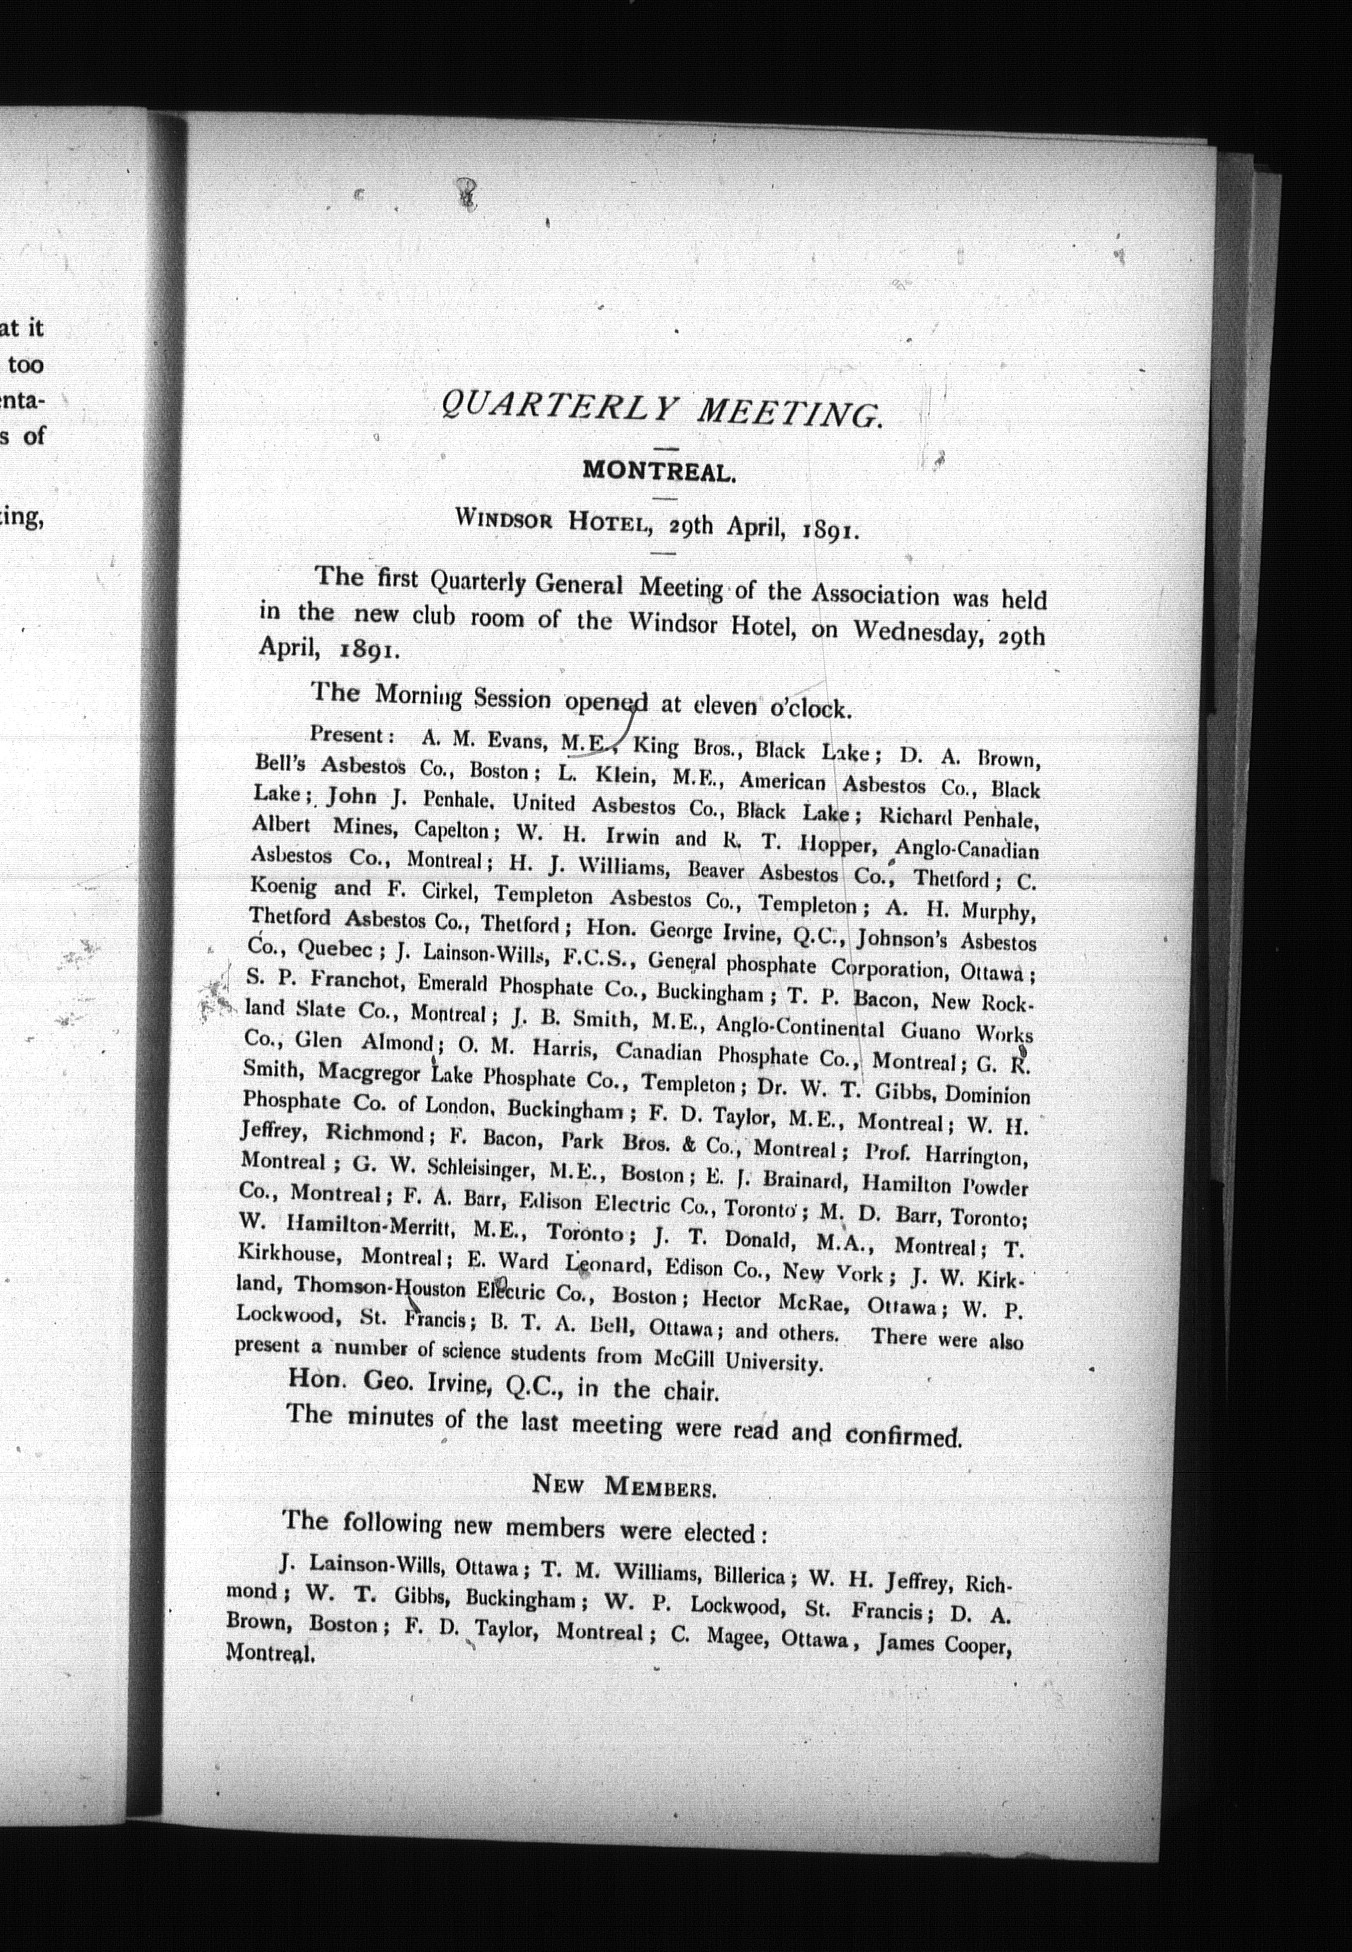 at it
too
enta-
s of
ing,
QUARTERLY MEETING.
MONTREAL.
WINDSOR HOTEL, 29th April, 1891.
The first Quarterly General Meeting of the Association was held
in the new club room of the Windsor Hotel, on Wednesday, 29th
April, 1891.
The Morning Session opened at eleven o'clock.
Present: A. M. Evans, M.E., King Bros., Black Lake; D. A. Brown,
Bell's Asbestos Co., Boston; L. Klein, M.E., American Asbestos Co., Black
Lake; John J. Penhale, United Asbestos Co., Black Lake; Richard Penhale,
Albert Mines, Capelton; W. H. Irwin and R. T. Hopper, Anglo-Canadian
Asbestos Co., Montreal; H. J. Williams, Beaver Asbestos Co., Thetford; C.
Koenig and F. Cirkel, Templeton Asbestos Co., Templeton; A. H. Murphy,
Thetford Asbestos Co., Thetford; Hon. George Irvine, Q.C., Johnson's Asbestos
Co., Quebec; J. Lainson-Wills, F.C.S., General phosphate Corporation, Ottawa;
S. P. Franchot, Emerald Phosphate Co., Buckingham; T. P. Bacon, New Rock-
land Slate Co., Montreal; J. B. Smith, M.E., Anglo-Continental Guano Works
Co., Glen Almond; O. M. Harris, Canadian Phosphate Co., Montreal; G. R.
Smith, Macgregor Lake Phosphate Co., Templeton; Dr. W. T. Gibbs, Dominion
Phosphate Co. of London, Buckingham; F. D. Taylor, M.E., Montreal; W. H.
Jeffrey, Richmond; F. Bacon, Park Bros. & Co., Montreal; Prof. Harrington,
Montreal; G. W. Schleisinger, M.E., Boston; E. J. Brainard, Hamilton Powder
Co., Montreal; F. A. Barr, Edison Electric Co., Toronto; M. D. Barr, Toronto;
W. Hamilton-Merritt, M.E., Toronto; J. T. Donald, M.A., Montreal; T.
Kirkhouse, Montreal; E. Ward Leonard, Edison Co., New York; J. W. Kirk-
land, Thomson-Houston Electric Co., Boston; Hector McRae, Ottawa; W. P.
Lockwood, St. Francis; B. T. A. Bell, Ottawa; and others. There were also
present a number of science students from McGill University.
Hon. Geo. Irvine, Q.C., in the chair.
The minutes of the last meeting were read and confirmed.
NEW MEMBERS.
The following new members were elected:
J. Lainson-Wills, Ottawa; T. M. Williams, Billerica; W. H. Jeffrey, Rich-
mond; W. T. Gibbs, Buckingham; W. P. Lockwood, St. Francis; D. A.
Brown, Boston; F. D. Taylor, Montreal; C. Magee, Ottawa, James Cooper,
Montreal.